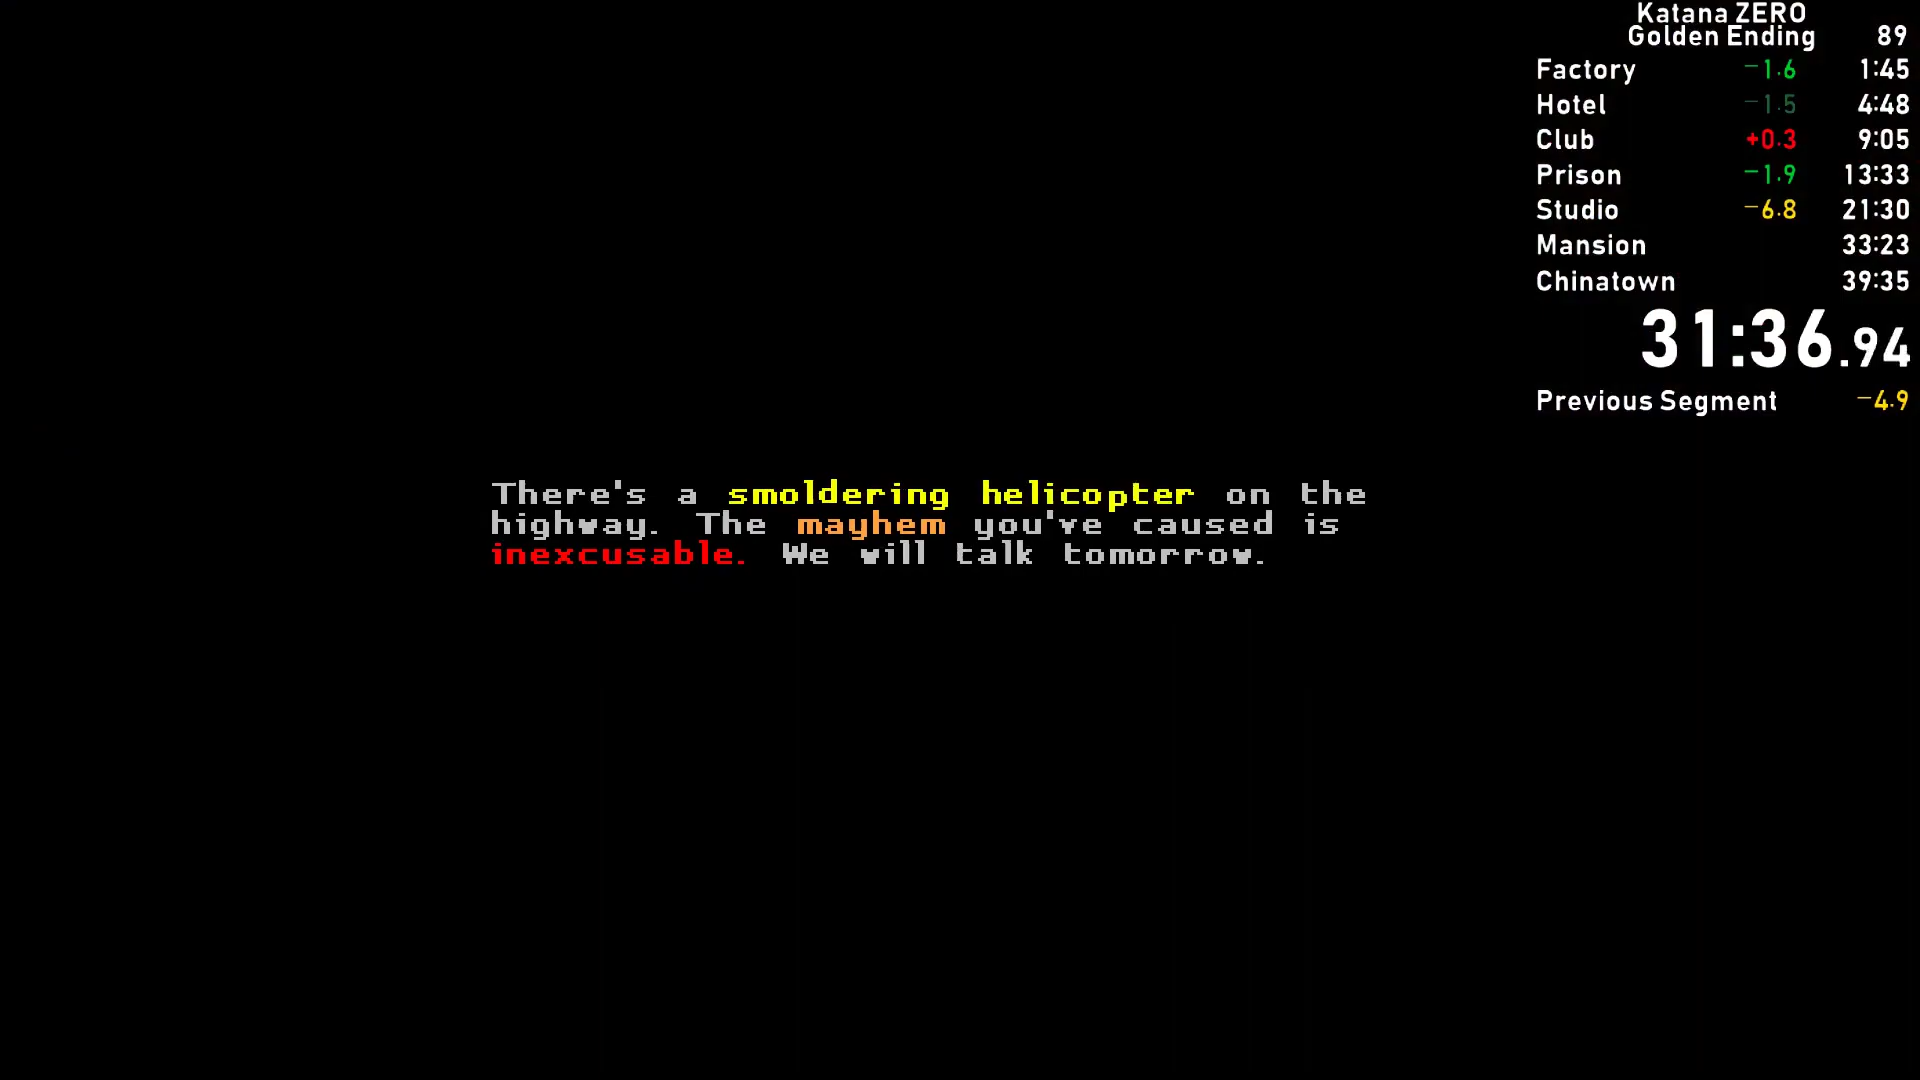 Katana ZERO
Golden Ending 89
Factory −1.6 1:45
Hotel −1.5 4:48
Club +0.3 9:05
Prison −1.9 13:33
Studio −6.8 21:30
Mansion 33:23
Chinatown 39:35
31:36.94
Previous Segment −4.9
There's a smoldering helicopter on the
highway. The mayhem you've caused is
inexcusable. We will talk tomorrow.